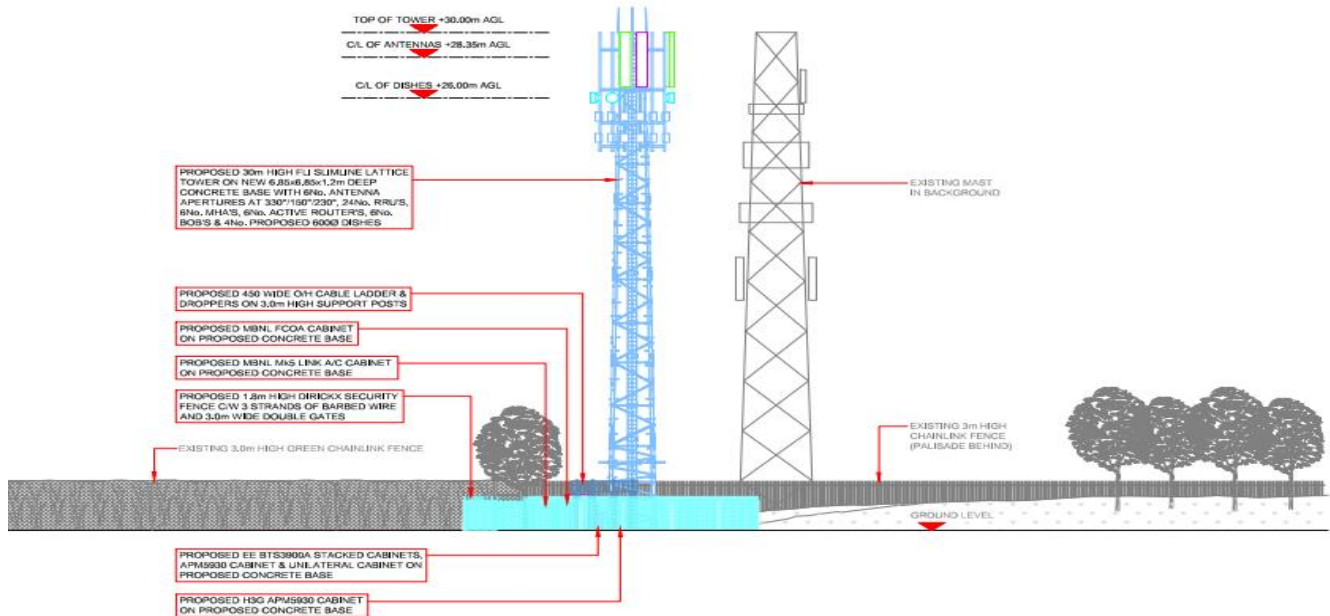 TOP OF TOWER +30.00m AGL
C/L OF ANTENNAS +28.35m AGL
C/L OF DISHES +26.00m AGL
PROPOSED 30m HIGH FLI SLIMLINE LATTICE
TOWER ON NEW 6.85x6.85x1.2m DEEP
CONCRETE BASE WITH 6No. ANTENNA
APERTURES AT 330°/150°/230°, 24No. RRU'S,
6No. MHA'S, 6No. ACTIVE ROUTER'S, 6No.
BOB'S & 4No. PROPOSED 600Ø DISHES
EXISTING MAST
IN BACKGROUND
PROPOSED 450 WIDE O/H CABLE LADDER &
DROPPERS ON 3.0m HIGH SUPPORT POSTS
PROPOSED MBNL FCOA CABINET
ON PROPOSED CONCRETE BASE
PROPOSED MBNL Mk5 LINK A/C CABINET
ON PROPOSED CONCRETE BASE
PROPOSED 1.8m HIGH DIRICKX SECURITY
FENCE C/W 3 STRANDS OF BARBED WIRE
AND 3.0m WIDE DOUBLE GATES
EXISTING 3.0m HIGH GREEN CHAINLINK FENCE
EXISTING 3m HIGH
CHAINLINK FENCE
(PALISADE BEHIND)
GROUND LEVEL
PROPOSED EE BTS3900A STACKED CABINETS,
APM5930 CABINET & UNILATERAL CABINET ON
PROPOSED CONCRETE BASE
PROPOSED H3G APM5930 CABINET
ON PROPOSED CONCRETE BASE